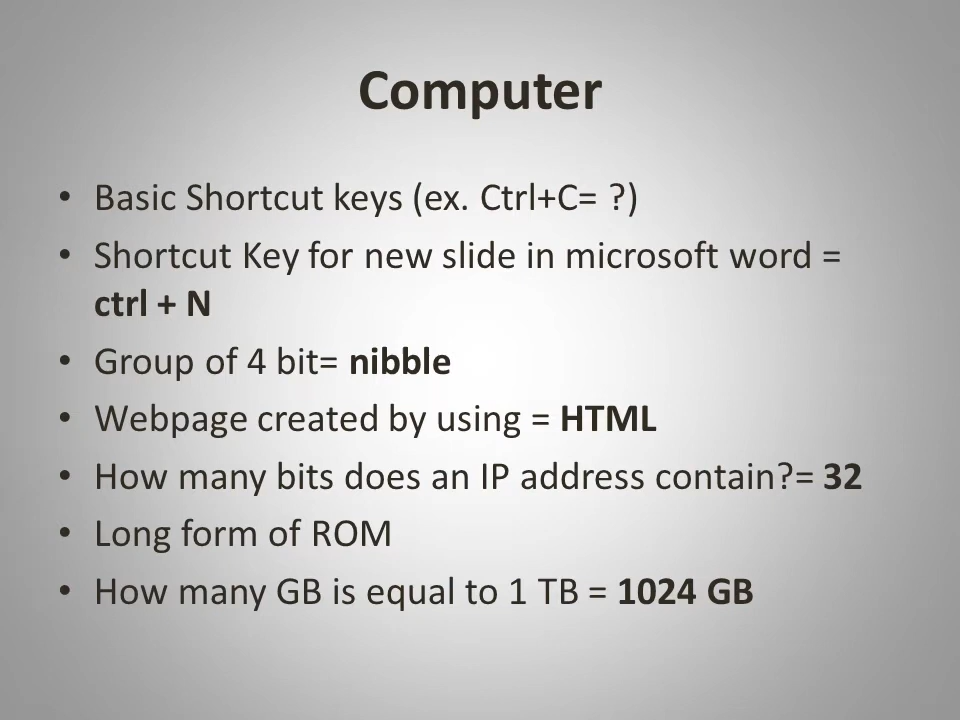 Computer
• Basic Shortcut keys (ex. Ctrl+C= ?)
• Shortcut Key for new slide in microsoft word =
ctrl + N
• Group of 4 bit= nibble
• Webpage created by using = HTML
• How many bits does an IP address contain?= 32
• Long form of ROM
• How many GB is equal to 1 TB = 1024 GB